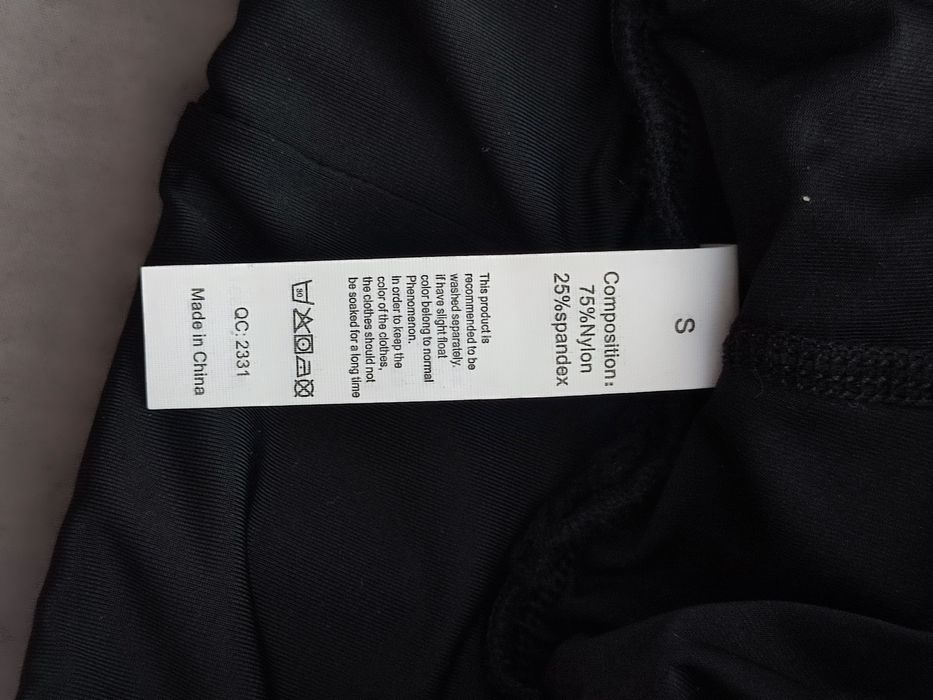 S
Composition:
75%Nylon
25%spandex
This product is
recommended to be
washed separately.
if have slight float
color belong to normal
Phenomenon.
In order to keep the
color of the clothes,
the clothes should not
be soaked for a long time
30
QC: 2331
Made in China